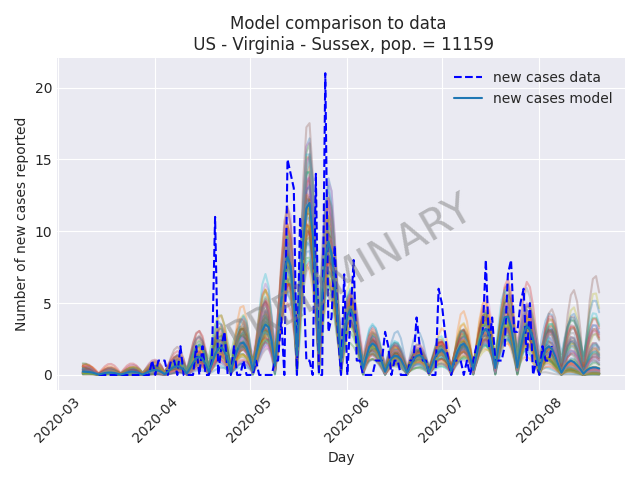 Model comparison to data
US - Virginia - Sussex, pop. = 11159
new cases data
new cases model
PRELIMINARY
Number of new cases reported
20
15
10
5
0
2020-03
2020-04
2020-05
2020-06
2020-07
2020-08
Day